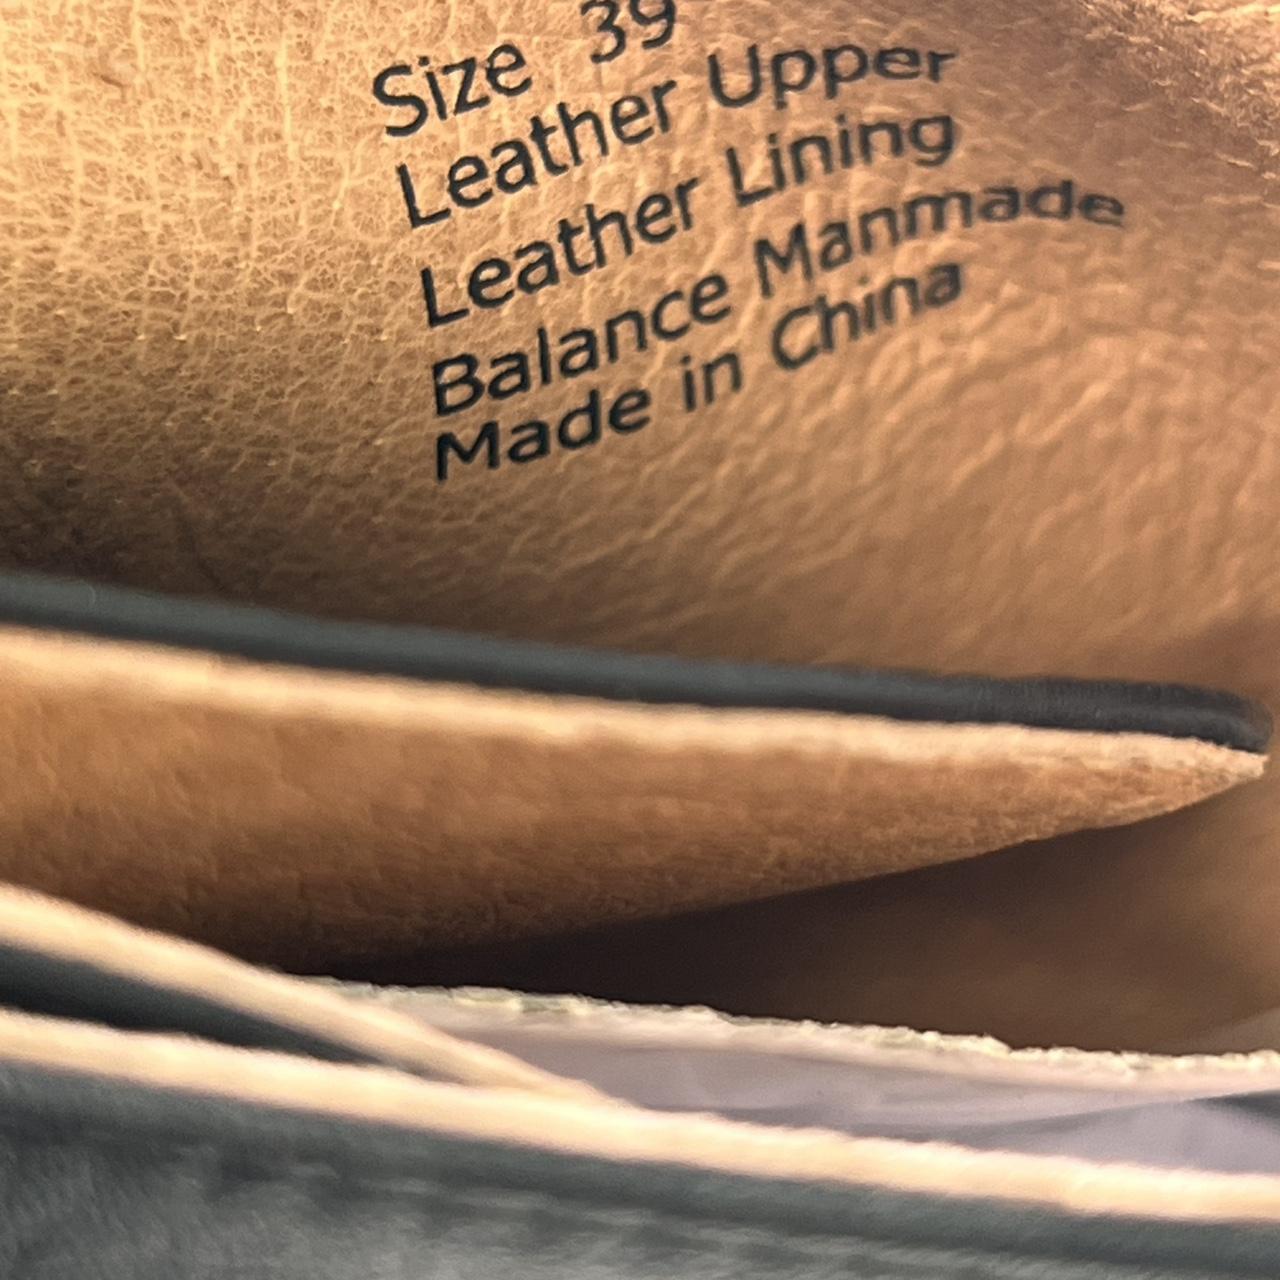 Size 39
Leather Upper
Leather Lining
Balance Manmade
Made in China